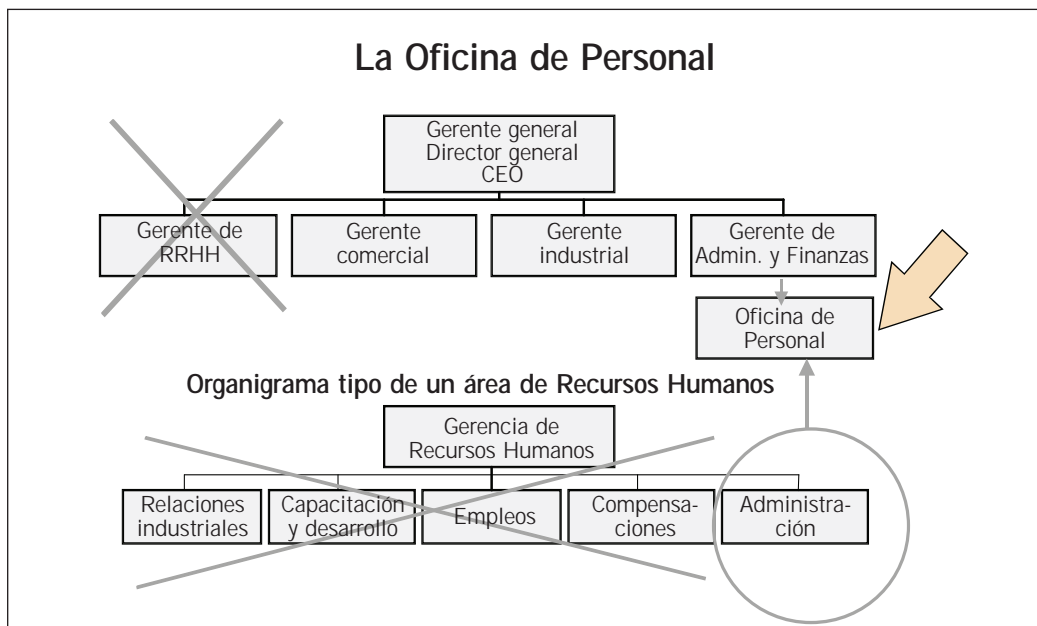 La Oficina de Personal
Gerente general
Director general
CEO
Gerente de
RRHH
Gerente
comercial
Gerente
industrial
Gerente de
Admin. y Finanzas
Oficina de
Personal
Organigrama tipo de un área de Recursos Humanos
Gerencia de
Recursos Humanos
Relaciones
industriales
Capacitación
y desarrollo
Empleos
Compensa-
ciones
Administra-
ción